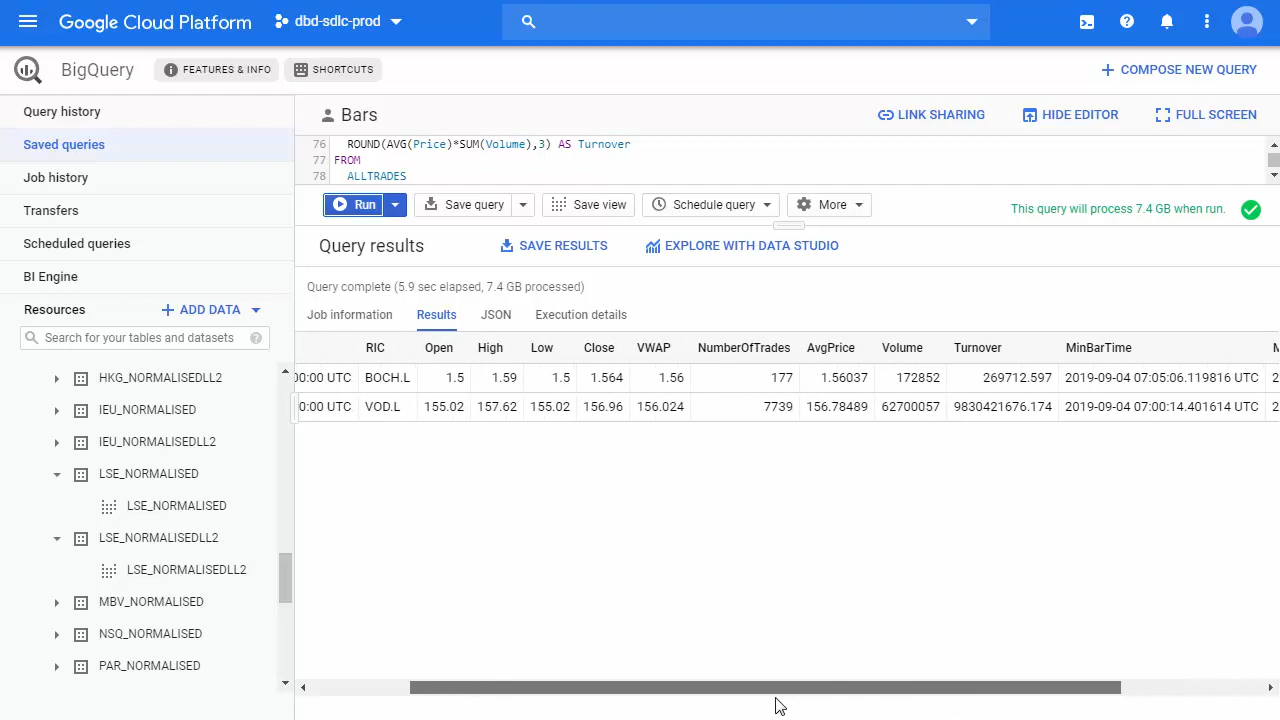 Google Cloud Platform dbd-sdlc-prod
BigQuery FEATURES & INFO SHORTCUTS COMPOSE NEW QUERY
Query history
Saved queries
Job history
Transfers
Scheduled queries
BI Engine
Resources ADD DATA
Search for your tables and datasets
HKG_NORMALISEDLL2
IEU_NORMALISED
IEU_NORMALISEDLL2
LSE_NORMALISED
LSE_NORMALISED
LSE_NORMALISEDLL2
LSE_NORMALISEDLL2
MBV_NORMALISED
NSQ_NORMALISED
PAR_NORMALISED
Bars LINK SHARING HIDE EDITOR FULL SCREEN
76 ROUND(AVG(Price)*SUM(Volume),3) AS Turnover
77 FROM
78 ALLTRADES
Run Save query Save view Schedule query More This query will process 7.4 GB when run.
Query results SAVE RESULTS EXPLORE WITH DATA STUDIO
Query complete (5.9 sec elapsed, 7.4 GB processed)
Job information Results JSON Execution details
RIC Open High Low Close VWAP NumberOfTrades AvgPrice Volume Turnover MinBarTime M
00:00 UTC BOCH.L 1.5 1.59 1.5 1.564 1.56 177 1.56037 172852 269712.597 2019-09-04 07:05:06.119816 UTC 2
0:00 UTC VOD.L 155.02 157.62 155.02 156.96 156.024 7739 156.78489 62700057 9830421676.174 2019-09-04 07:00:14.401614 UTC 2